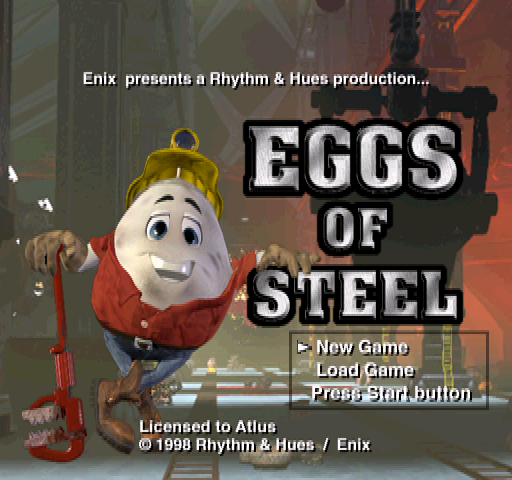 Enix presents a Rhythm & Hues production...
EGGS
OF
STEEL
New Game
Load Game
Press Start button
Licensed to Atlus
© 1998 Rhythm & Hues / Enix